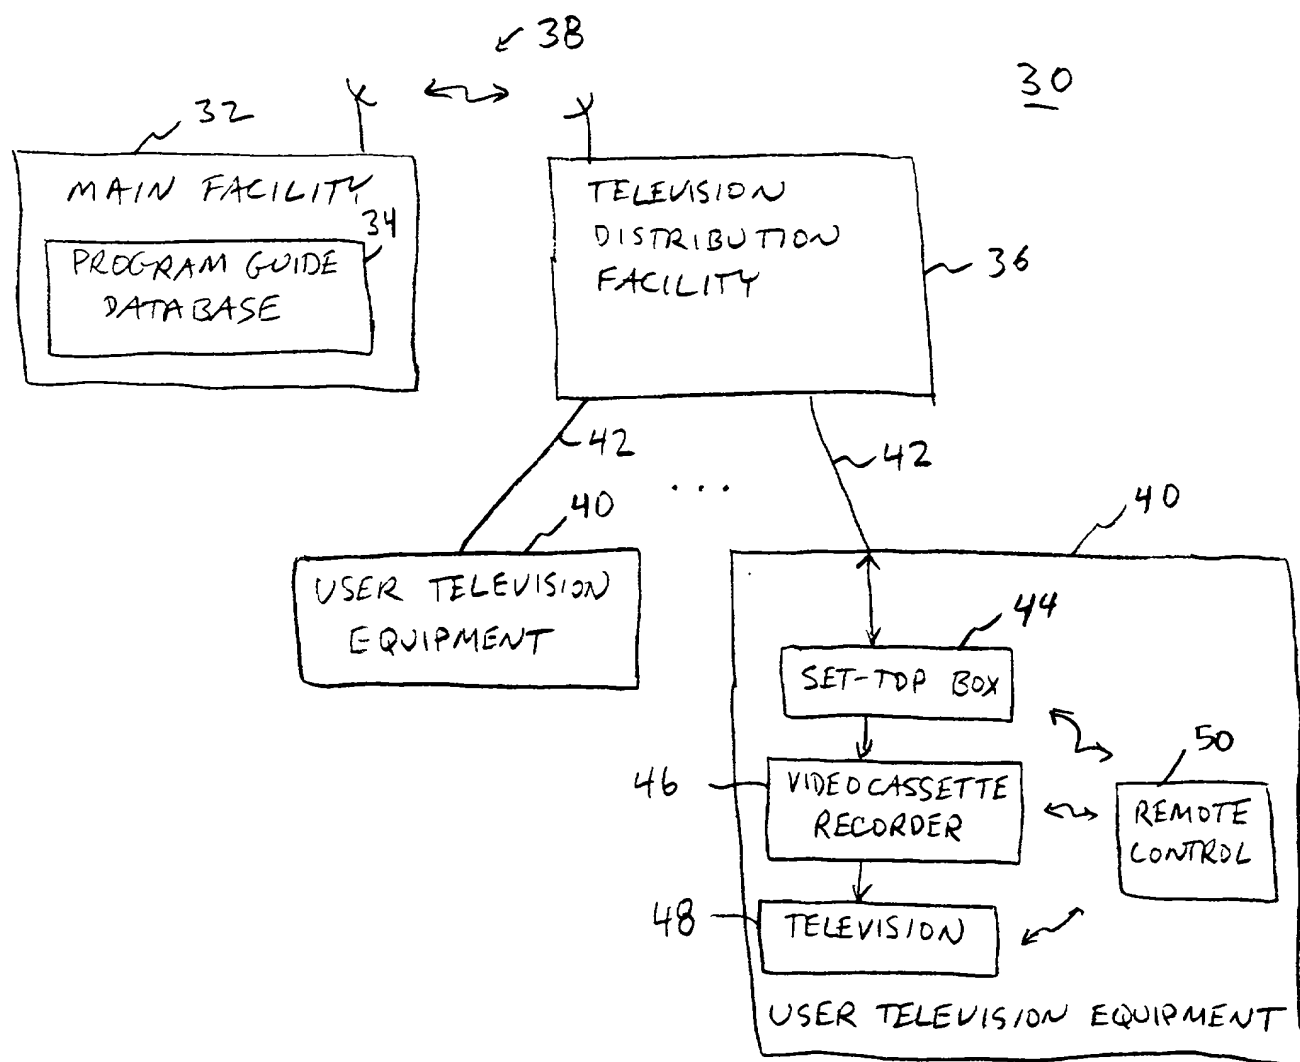 38
30
32
MAIN FACILITY
34
PROGRAM GUIDE
DATABASE
TELEVISION
DISTRIBUTION
FACILITY
36
42
42
...
40
USER TELEVISION
EQUIPMENT
40
44
SET-TOP BOX
46
VIDEOCASSETTE
RECORDER
50
REMOTE
CONTROL
48
TELEVISION
USER TELEVISION EQUIPMENT